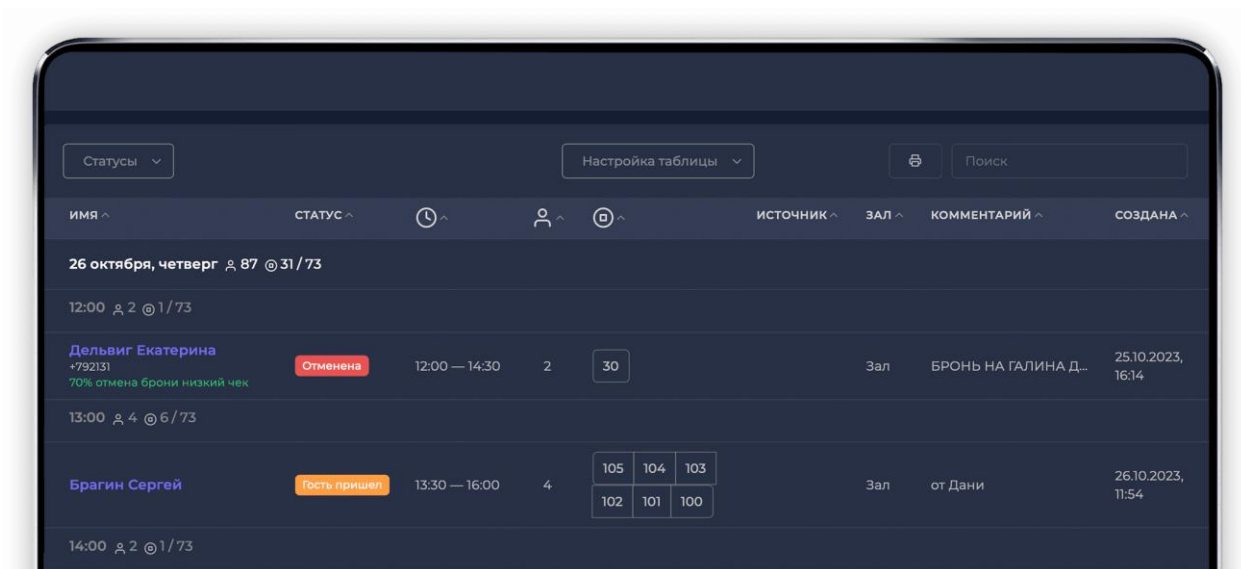 Статусы
Настройка таблицы
Поиск
ИМЯ СТАТУС ИСТОЧНИК ЗАЛ КОММЕНТАРИЙ СОЗДАНА
26 октября, четверг 87 31 / 73
12:00 2 1 / 73
Дельвиг Екатерина
+792131
70% отмена брони низкий чек
Отменена
12:00 — 14:30
2
30
Зал
БРОНЬ НА ГАЛИНА Д...
25.10.2023,
16:14
13:00 4 6 / 73
Брагин Сергей
Гость пришел
13:30 — 16:00
4
105 104 103
102 101 100
Зал
от Дани
26.10.2023,
11:54
14:00 2 1 / 73